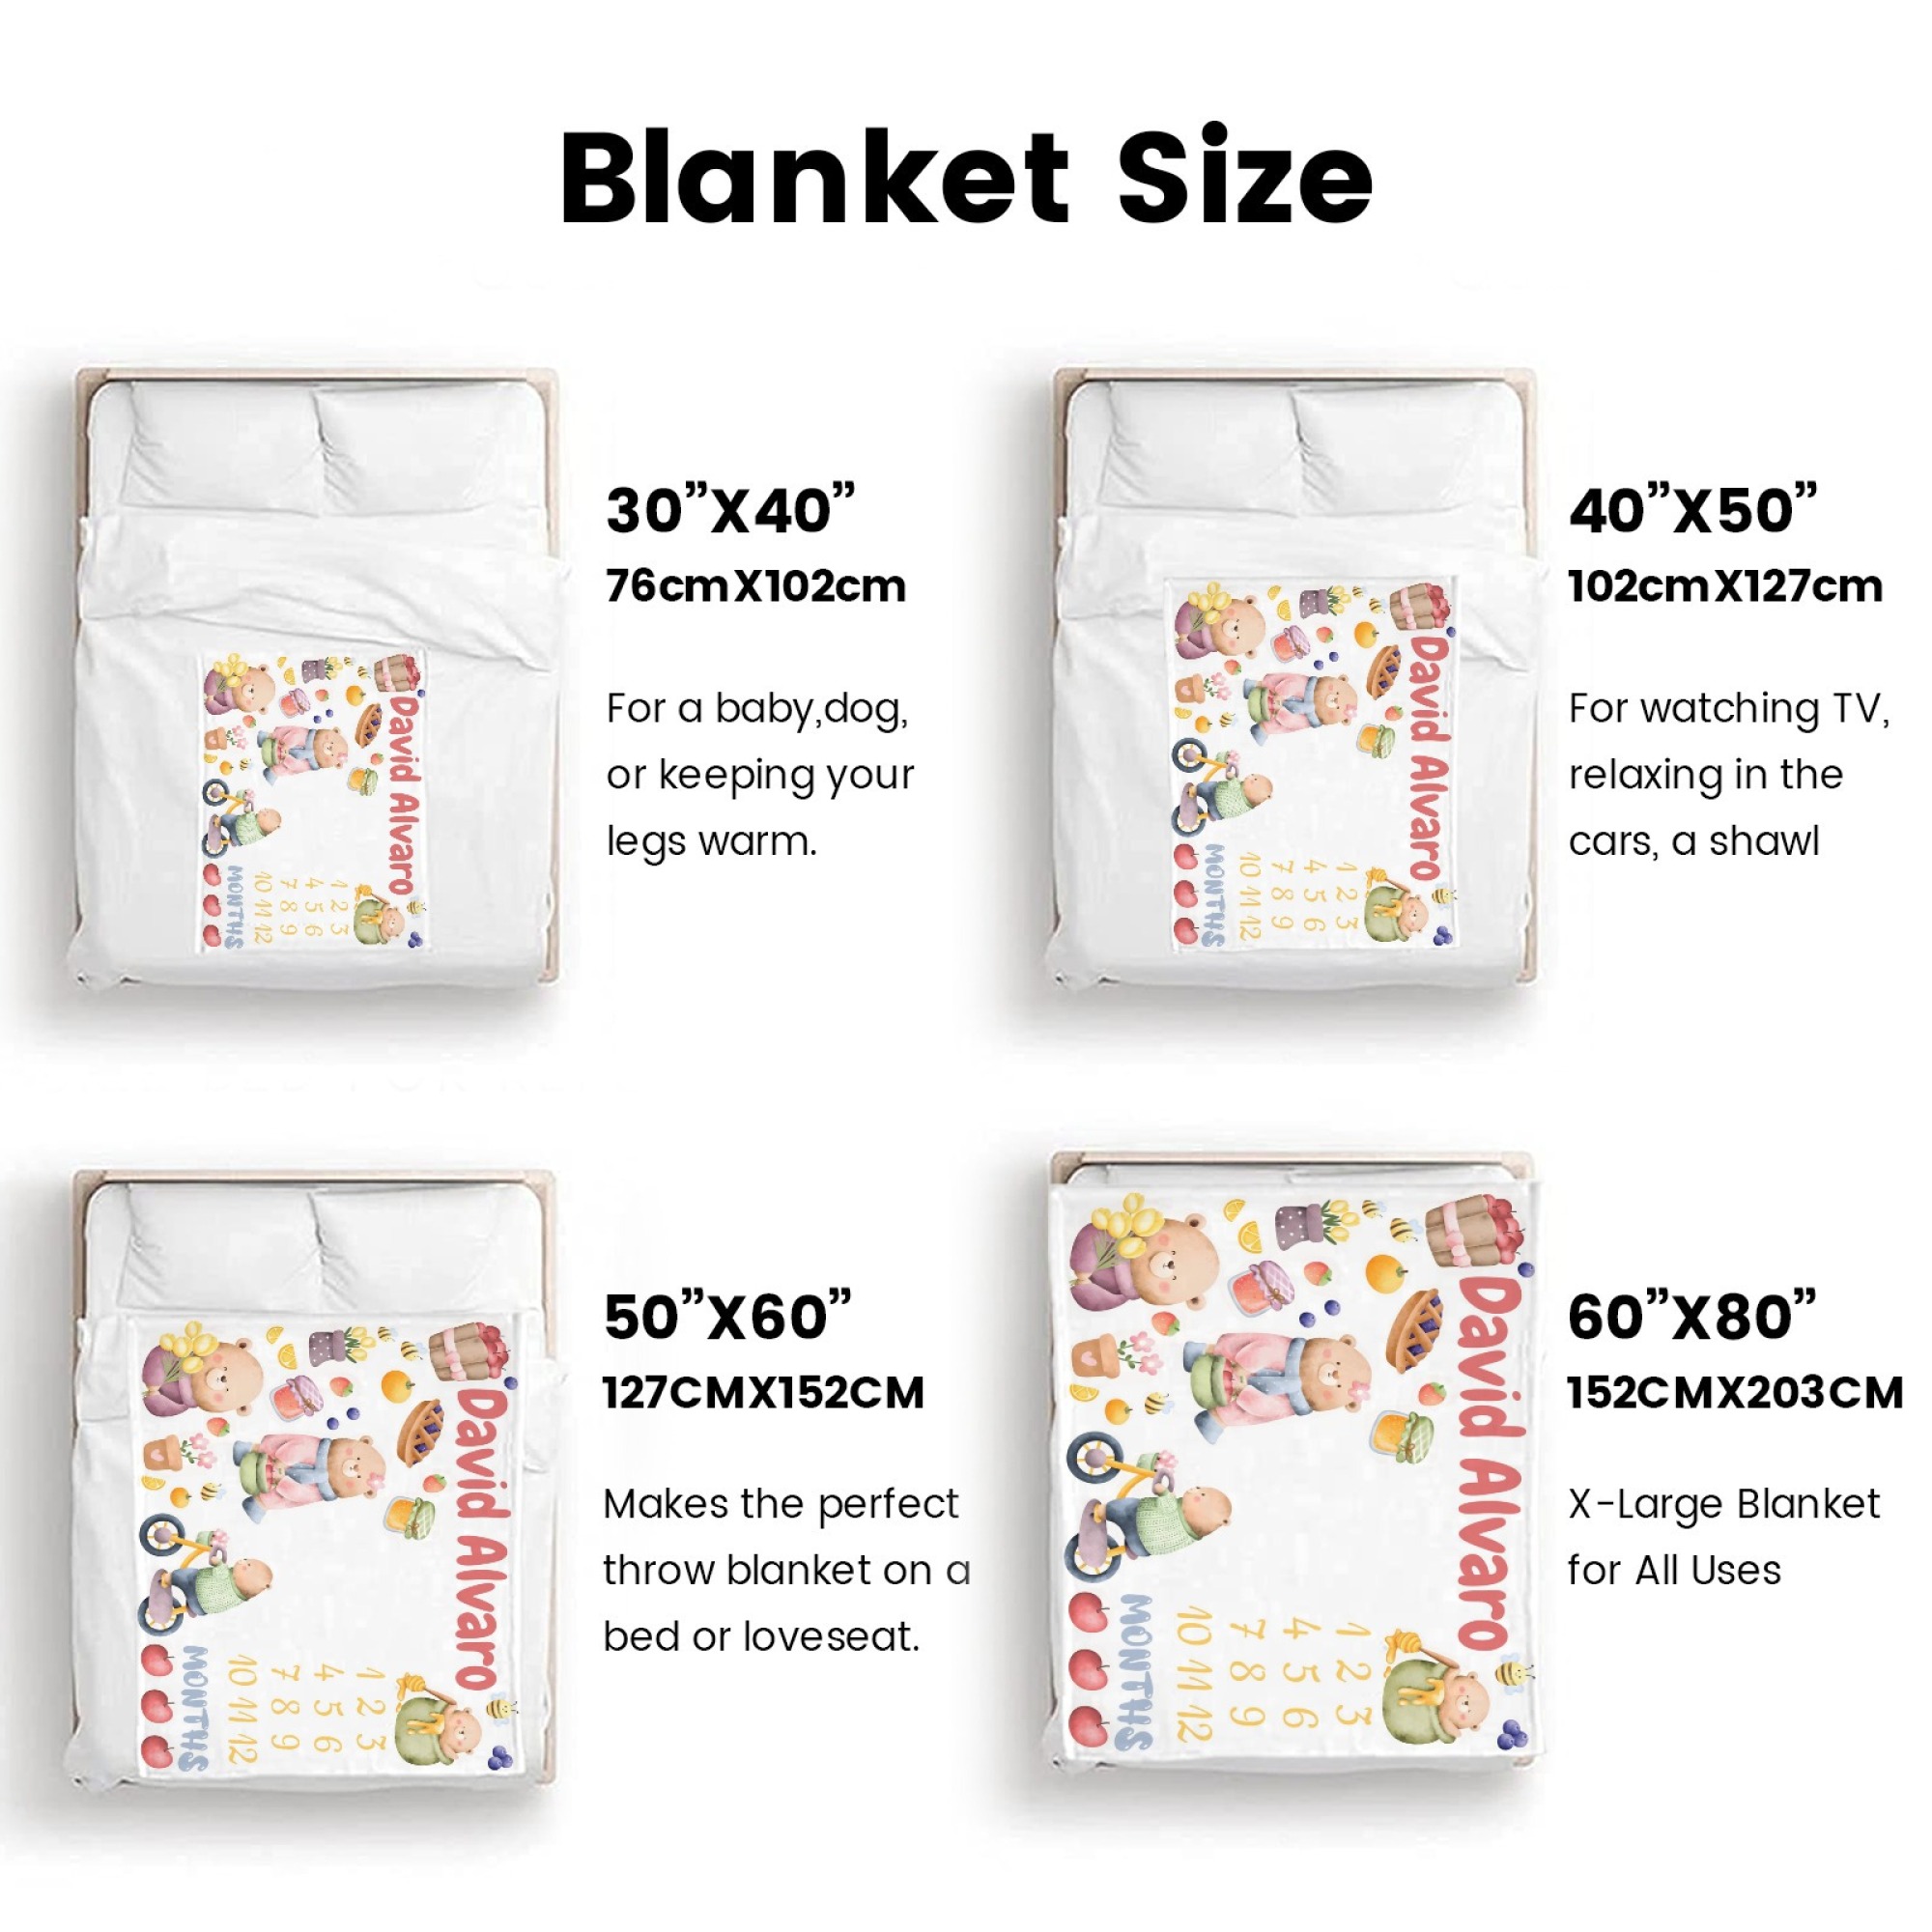 Blanket Size
30”X40”
76cmX102cm
For a baby,dog,
or keeping your
legs warm.
David Alvaro
1 2 3
4 5 6
7 8 9
10 11 12
MONTHS
40”X50”
102cmX127cm
For watching TV,
relaxing in the
cars, a shawl
David Alvaro
1 2 3
4 5 6
7 8 9
10 11 12
MONTHS
50”X60”
127CMX152CM
Makes the perfect
throw blanket on a
bed or loveseat.
David Alvaro
1 2 3
4 5 6
7 8 9
10 11 12
MONTHS
60”X80”
152CMX203CM
X-Large Blanket
for All Uses
David Alvaro
1 2 3
4 5 6
7 8 9
10 11 12
MONTHS